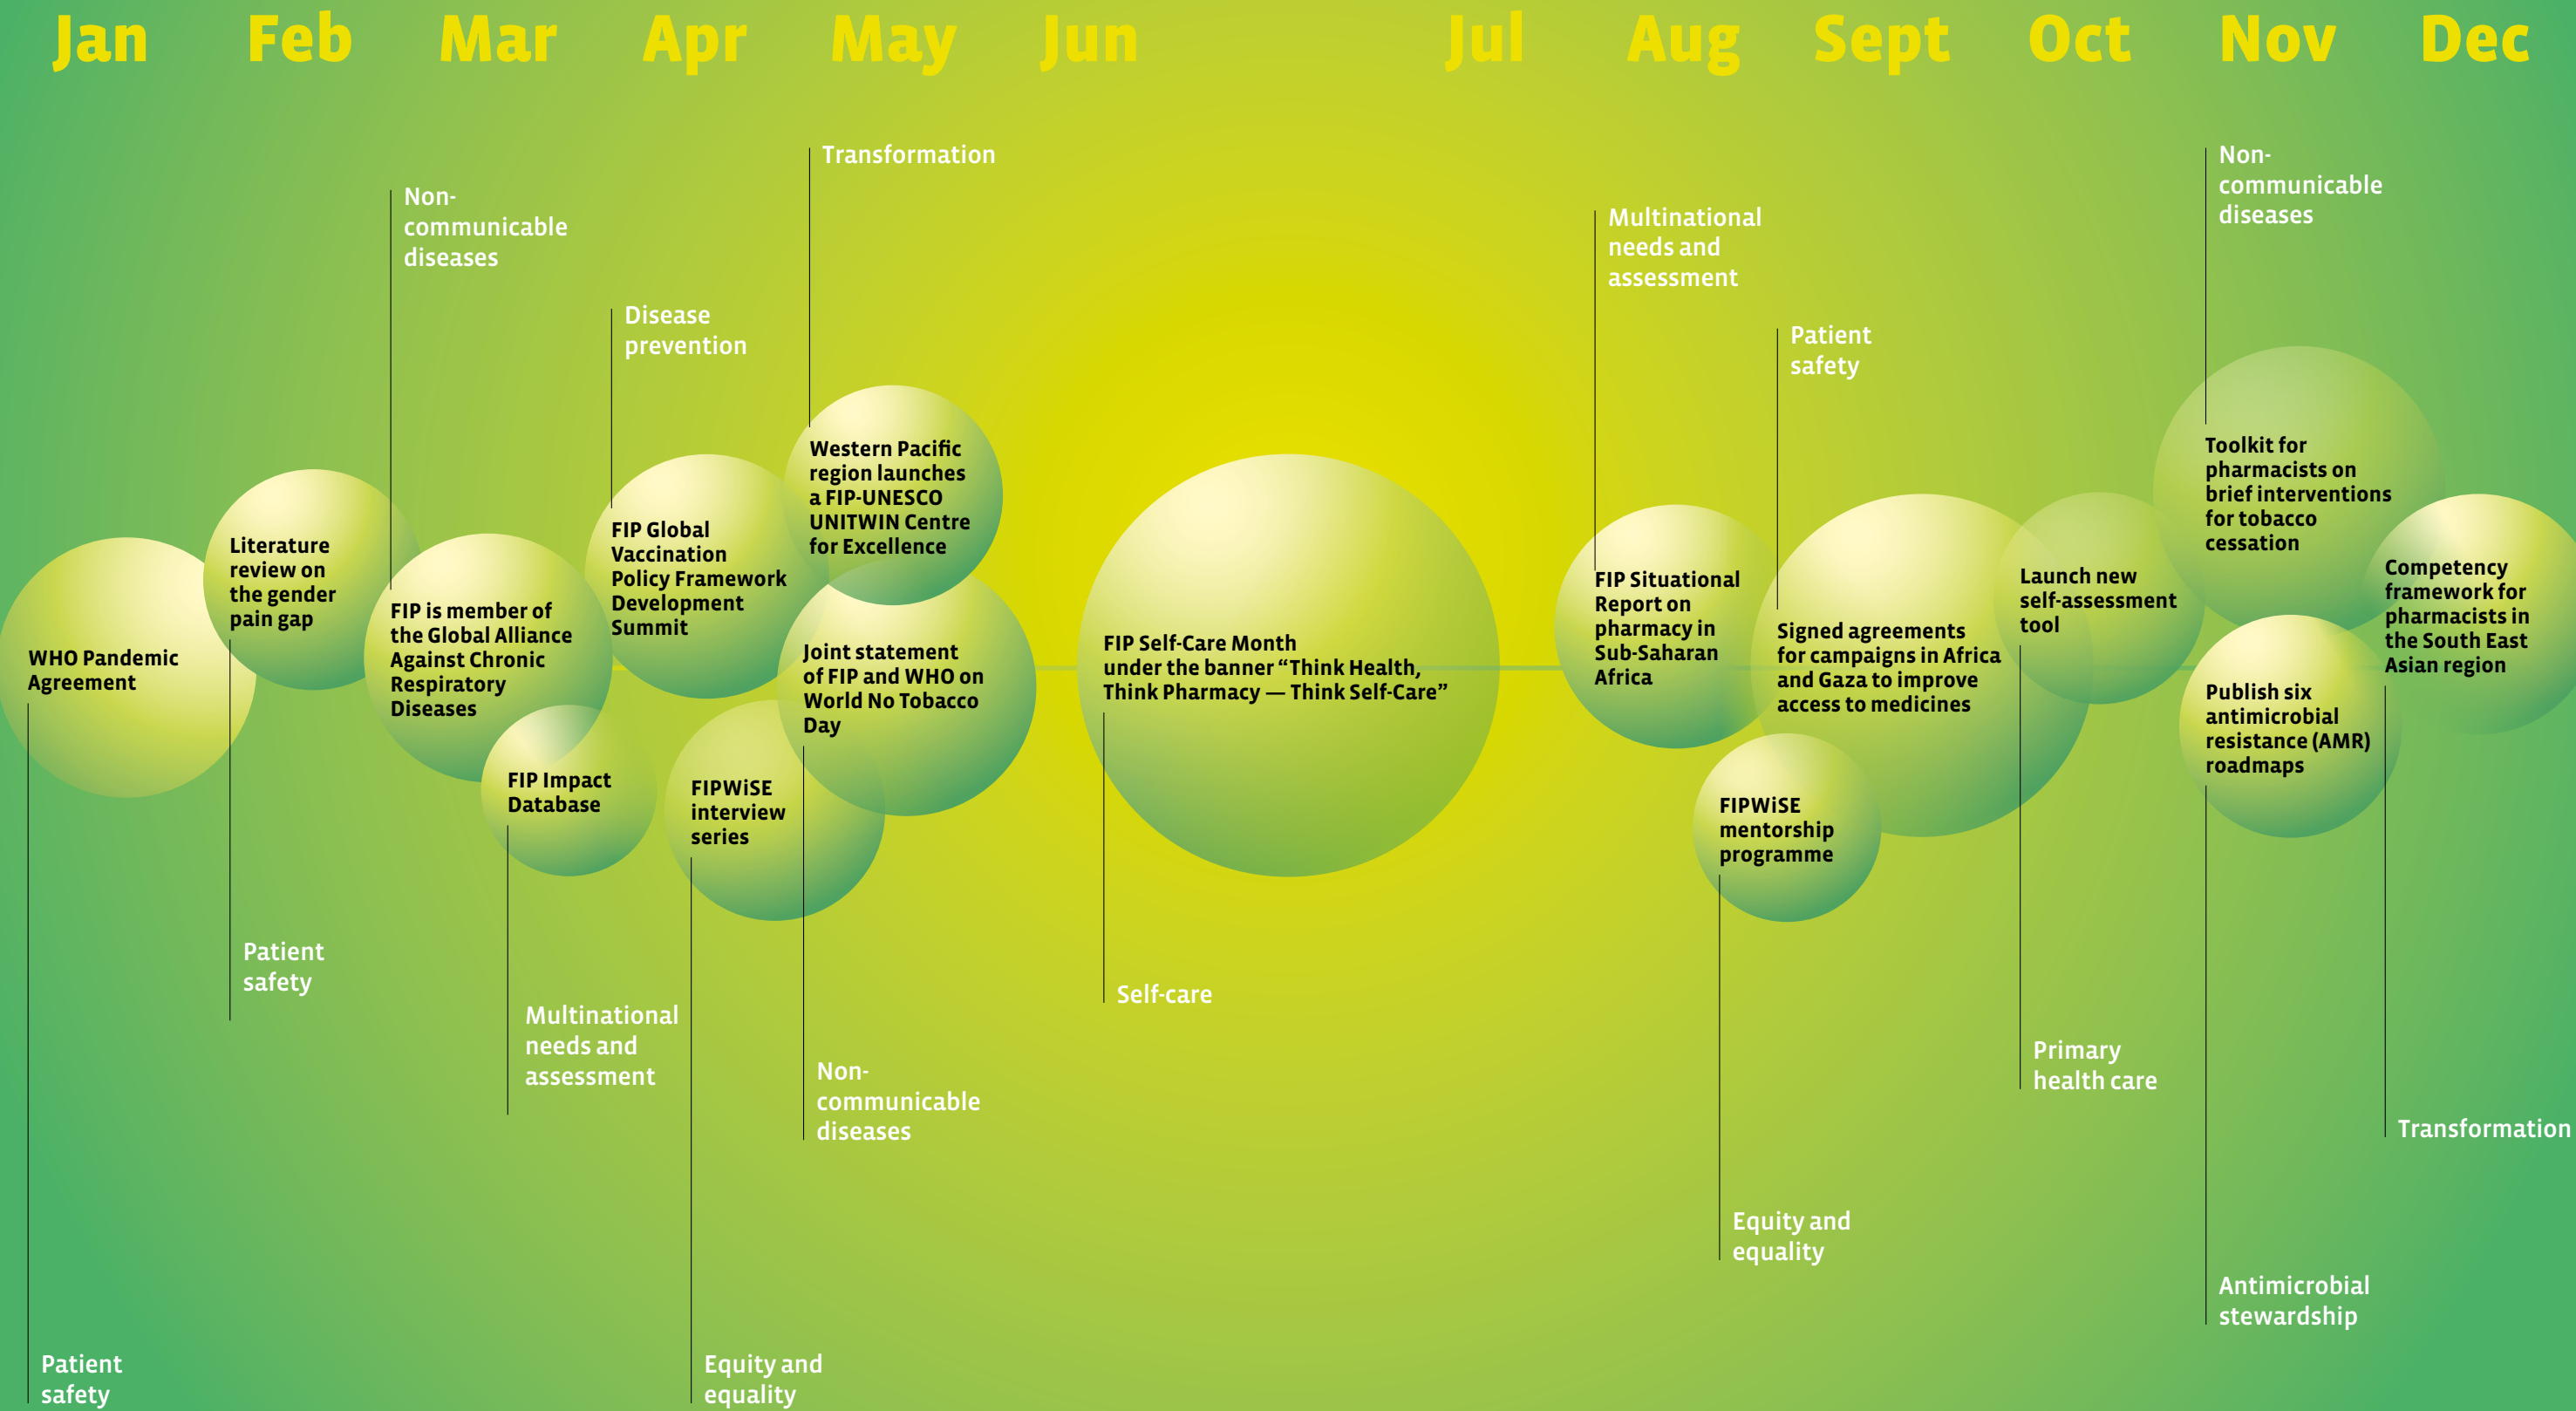 Jan Feb Mar Apr May Jun Jul Aug Sept Oct Nov Dec
Transformation
Non-
communicable
diseases
Disease
prevention
Multinational
needs and
assessment
Patient
safety
Non-
communicable
diseases
WHO Pandemic
Agreement
Literature
review on
the gender
pain gap
FIP is member of
the Global Alliance
Against Chronic
Respiratory
Diseases
FIP Impact
Database
FIP Global
Vaccination
Policy Framework
Development
Summit
FIPWiSE
interview
series
Western Pacific
region launches
a FIP-UNESCO
UNITWIN Centre
for Excellence
Joint statement
of FIP and WHO on
World No Tobacco
Day
FIP Self-Care Month
under the banner “Think Health,
Think Pharmacy — Think Self-Care”
FIP Situational
Report on
pharmacy in
Sub-Saharan
Africa
FIPWiSE
mentorship
programme
Signed agreements
for campaigns in Africa
and Gaza to improve
access to medicines
Launch new
self-assessment
tool
Toolkit for
pharmacists on
brief interventions
for tobacco
cessation
Publish six
antimicrobial
resistance (AMR)
roadmaps
Competency
framework for
pharmacists in
the South East
Asian region
Patient
safety
Patient
safety
Multinational
needs and
assessment
Equity and
equality
Non-
communicable
diseases
Self-care
Equity and
equality
Primary
health care
Antimicrobial
stewardship
Transformation